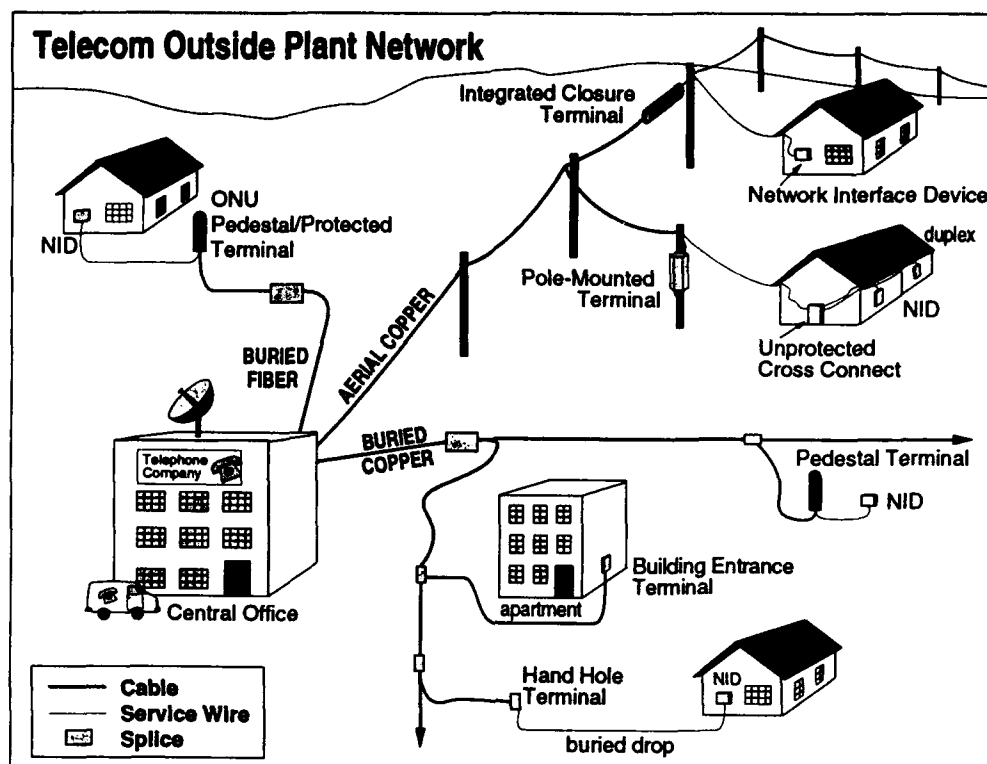 Telecom Outside Plant Network
Integrated Closure
Terminal
Network Interface Device
ONU
Pedestal/Protected
Terminal
NID
duplex
Pole-Mounted
Terminal
NID
Unprotected
Cross Connect
BURIED
FIBER
AERIAL COPPER
BURIED
COPPER
Telephone
Company
Pedestal Terminal
NID
Building Entrance
Terminal
apartment
Central Office
Hand Hole
Terminal
NID
buried drop
Cable
Service Wire
Splice